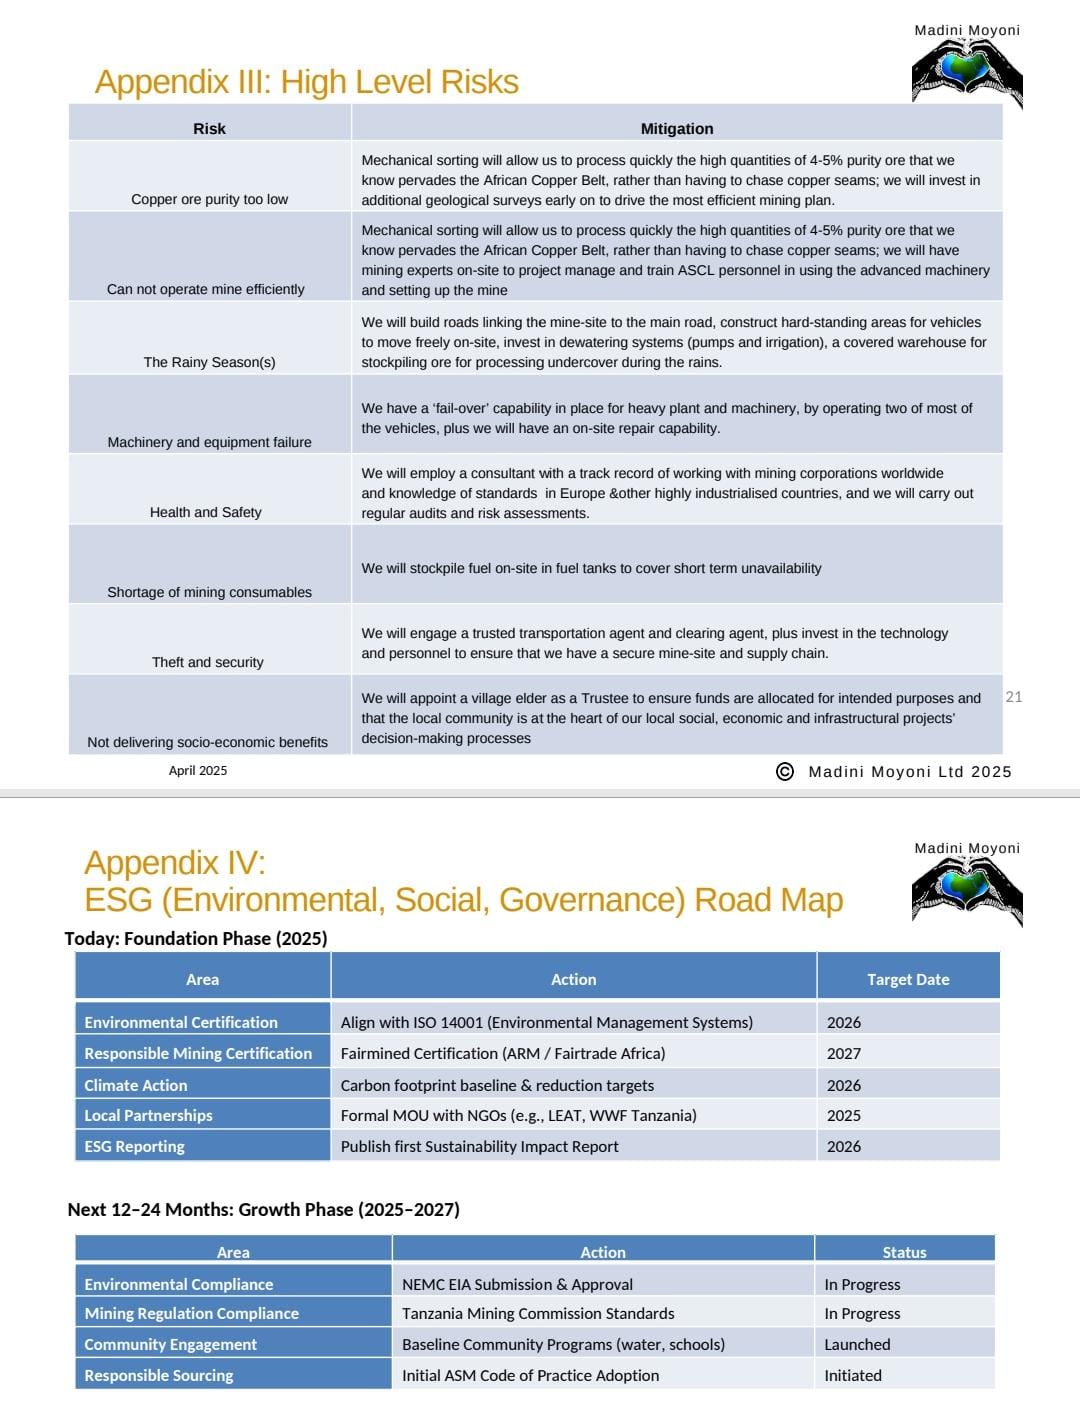 Madini Moyoni
Appendix III: High Level Risks
Risk
Mitigation
Copper ore purity too low
Mechanical sorting will allow us to process quickly the high quantities of 4-5% purity ore that we
know pervades the African Copper Belt, rather than having to chase copper seams; we will invest in
additional geological surveys early on to drive the most efficient mining plan.
Can not operate mine efficiently
Mechanical sorting will allow us to process quickly the high quantities of 4-5% purity ore that we
know pervades the African Copper Belt, rather than having to chase copper seams; we will have
mining experts on-site to project manage and train ASCL personnel in using the advanced machinery
and setting up the mine
The Rainy Season(s)
We will build roads linking the mine-site to the main road, construct hard-standing areas for vehicles
to move freely on-site, invest in dewatering systems (pumps and irrigation), a covered warehouse for
stockpiling ore for processing undercover during the rains.
Machinery and equipment failure
We have a ‘fail-over’ capability in place for heavy plant and machinery, by operating two of most of
the vehicles, plus we will have an on-site repair capability.
Health and Safety
We will employ a consultant with a track record of working with mining corporations worldwide
and knowledge of standards  in Europe &other highly industrialised countries, and we will carry out
regular audits and risk assessments.
Shortage of mining consumables
We will stockpile fuel on-site in fuel tanks to cover short term unavailability
Theft and security
We will engage a trusted transportation agent and clearing agent, plus invest in the technology
and personnel to ensure that we have a secure mine-site and supply chain.
Not delivering socio-economic benefits
We will appoint a village elder as a Trustee to ensure funds are allocated for intended purposes and
that the local community is at the heart of our local social, economic and infrastructural projects’
decision-making processes
21
April 2025
© Madini Moyoni Ltd 2025
Madini Moyoni
Appendix IV:
ESG (Environmental, Social, Governance) Road Map
Today: Foundation Phase (2025)
Area Action Target Date
Environmental Certification Align with ISO 14001 (Environmental Management Systems) 2026
Responsible Mining Certification Fairmined Certification (ARM / Fairtrade Africa) 2027
Climate Action Carbon footprint baseline & reduction targets 2026
Local Partnerships Formal MOU with NGOs (e.g., LEAT, WWF Tanzania) 2025
ESG Reporting Publish first Sustainability Impact Report 2026
Next 12–24 Months: Growth Phase (2025–2027)
Area Action Status
Environmental Compliance NEMC EIA Submission & Approval In Progress
Mining Regulation Compliance Tanzania Mining Commission Standards In Progress
Community Engagement Baseline Community Programs (water, schools) Launched
Responsible Sourcing Initial ASM Code of Practice Adoption Initiated